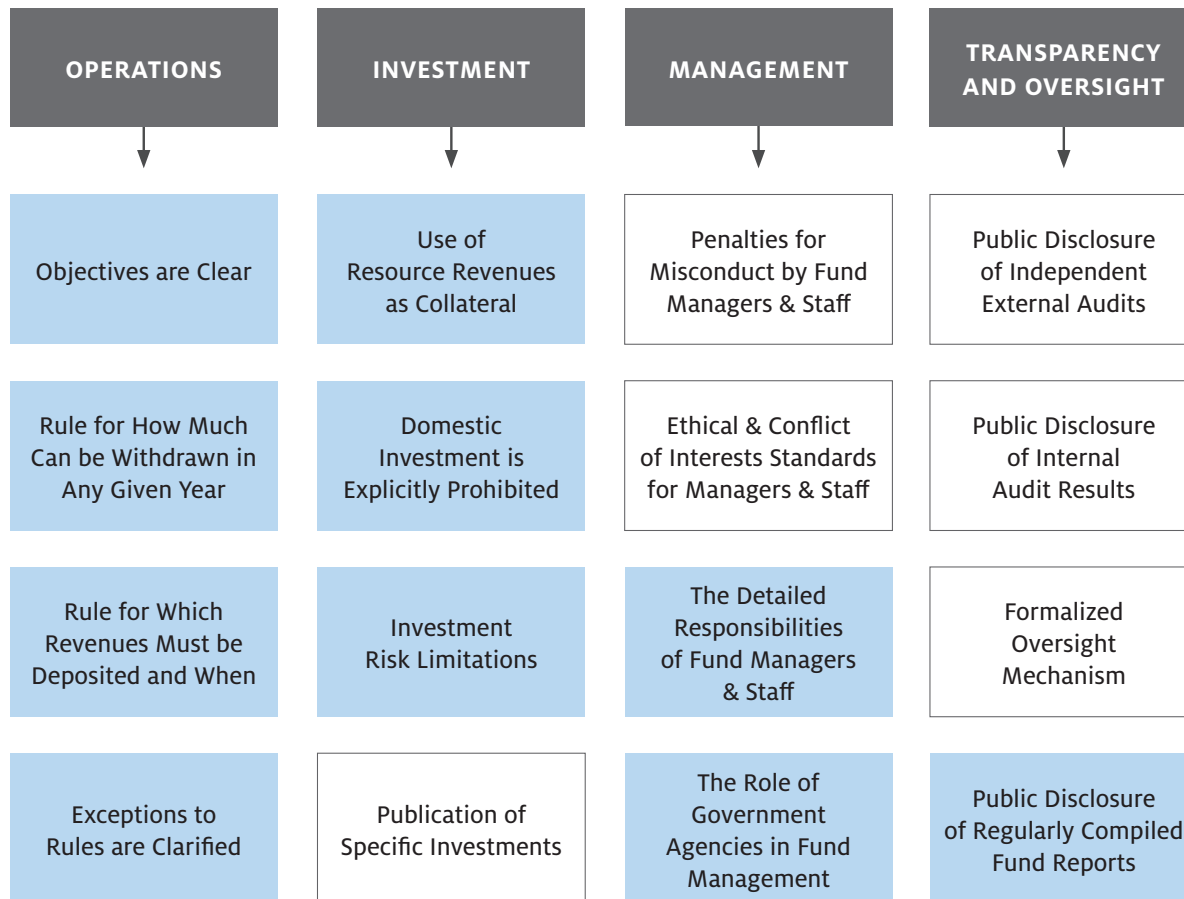 OPERATIONS
Objectives are Clear
Rule for How Much
Can be Withdrawn in
Any Given Year
Rule for Which
Revenues Must be
Deposited and When
Exceptions to
Rules are Clarified
INVESTMENT
Use of
Resource Revenues
as Collateral
Domestic
Investment is
Explicitly Prohibited
Investment
Risk Limitations
Publication of
Specific Investments
MANAGEMENT
Penalties for
Misconduct by Fund
Managers & Staff
Ethical & Conflict
of Interests Standards
for Managers & Staff
The Detailed
Responsibilities
of Fund Managers
& Staff
The Role of
Government
Agencies in Fund
Management
TRANSPARENCY
AND OVERSIGHT
Public Disclosure
of Independent
External Audits
Public Disclosure
of Internal
Audit Results
Formalized
Oversight
Mechanism
Public Disclosure
of Regularly Compiled
Fund Reports